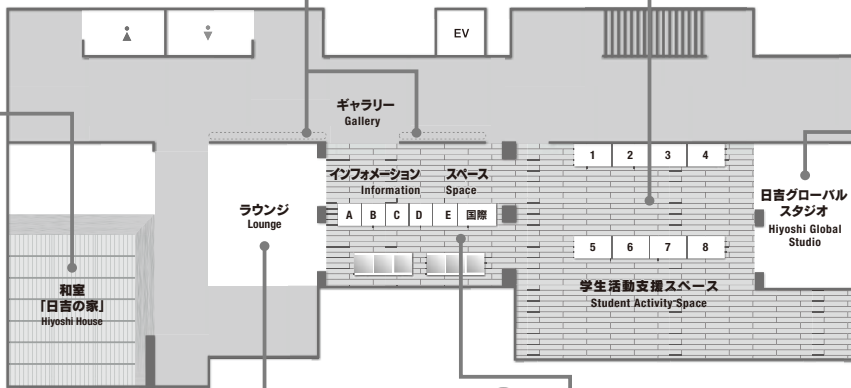 EV
ギャラリー
Gallery
インフォメーション スペース
Information Space
A B C D E 国際
1 2 3 4
5 6 7 8
ラウンジ
Lounge
和室
「日吉の家」
Hiyoshi House
学生活動支援スペース
Student Activity Space
日吉グローバル
スタジオ
Hiyoshi Global
Studio